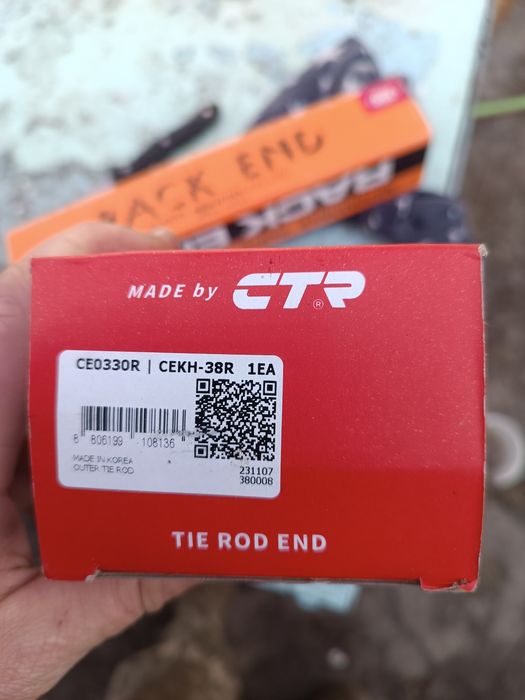 RACK END
RACK E
MADE by CTR®
CE0330R | CEKH-38R 1EA
8 806199 108136
MADE IN KOREA
OUTER TIE ROD
231107
380008
TIE ROD END